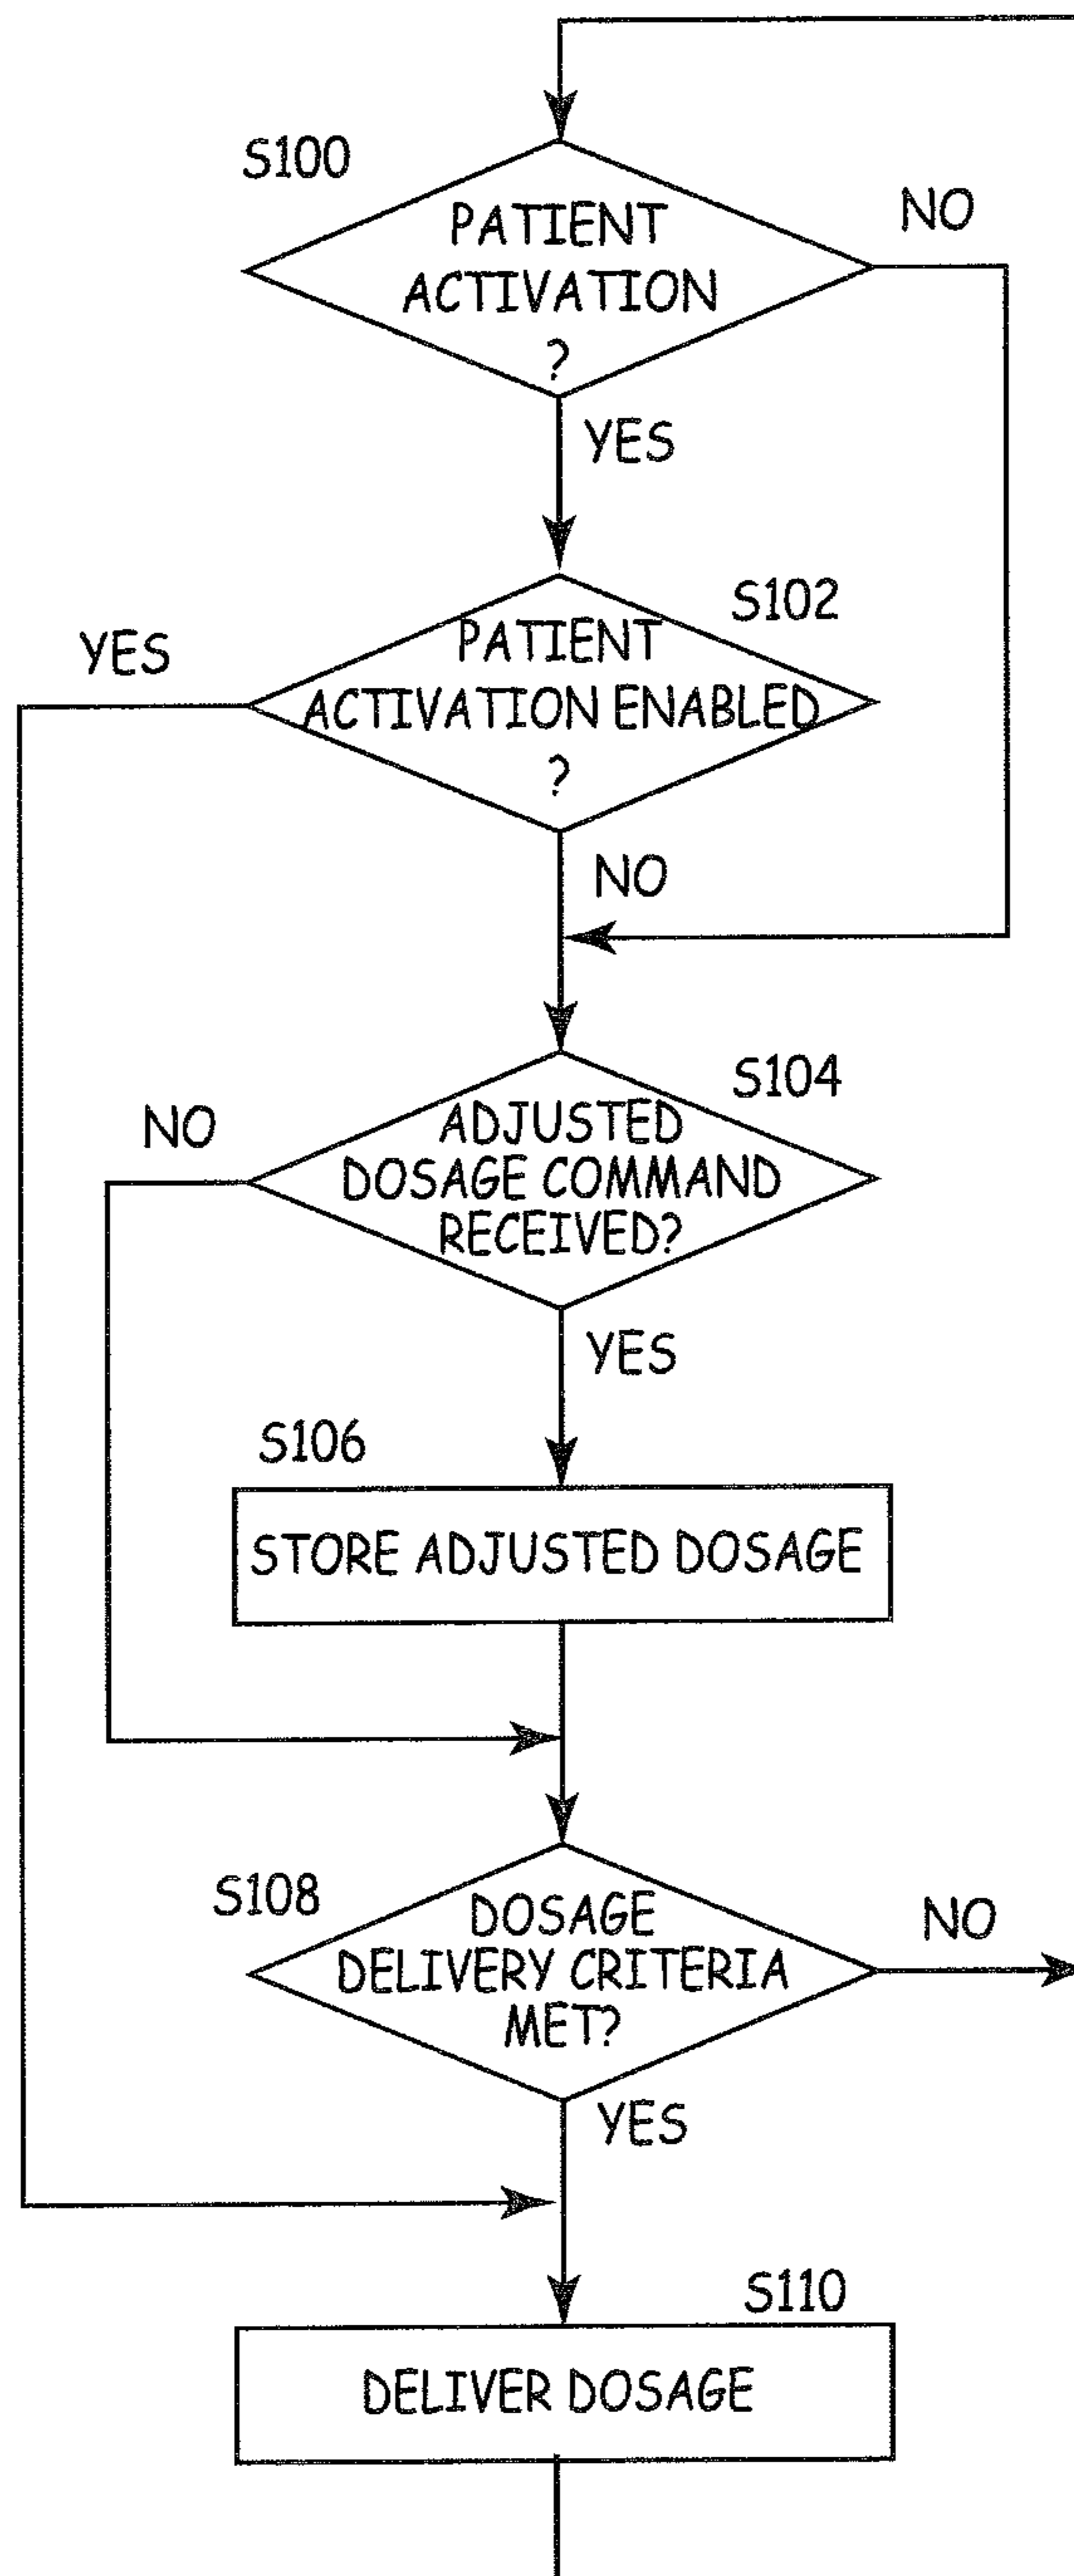 S100
PATIENT
ACTIVATION
?
NO
YES
S102
PATIENT
ACTIVATION ENABLED
?
YES
NO
S104
ADJUSTED
DOSAGE COMMAND
RECEIVED?
NO
YES
S106
STORE ADJUSTED DOSAGE
S108
DOSAGE
DELIVERY CRITERIA
MET?
NO
YES
S110
DELIVER DOSAGE